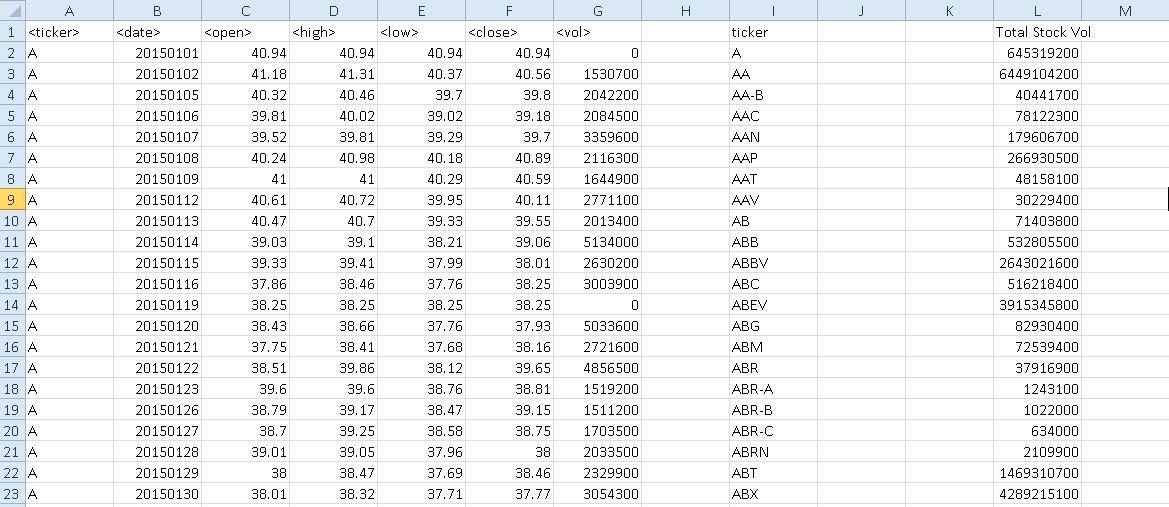 A B C D E F G H I J K L M
1 <ticker> <date> <open> <high> <low> <close> <vol> ticker Total Stock Vol
2 A 20150101 40.94 40.94 40.94 40.94 0 A 645319200
3 A 20150102 41.18 41.31 40.37 40.56 1530700 AA 6449104200
4 A 20150105 40.32 40.46 39.7 39.8 2042200 AA-B 40441700
5 A 20150106 39.81 40.02 39.02 39.18 2084500 AAC 78122300
6 A 20150107 39.52 39.81 39.29 39.7 3359600 AAN 179606700
7 A 20150108 40.24 40.98 40.18 40.89 2116300 AAP 266930500
8 A 20150109 41 41 40.29 40.59 1644900 AAT 48158100
9 A 20150112 40.61 40.72 39.95 40.11 2771100 AAV 30229400
10 A 20150113 40.47 40.7 39.33 39.55 2013400 AB 71403800
11 A 20150114 39.03 39.1 38.21 39.06 5134000 ABB 532805500
12 A 20150115 39.33 39.41 37.99 38.01 2630200 ABBV 2643021600
13 A 20150116 37.86 38.46 37.76 38.25 3003900 ABC 516218400
14 A 20150119 38.25 38.25 38.25 38.25 0 ABEV 3915345800
15 A 20150120 38.43 38.66 37.76 37.93 5033600 ABG 82930400
16 A 20150121 37.75 38.41 37.68 38.16 2721600 ABM 72539400
17 A 20150122 38.51 39.86 38.12 39.65 4856500 ABR 37916900
18 A 20150123 39.6 39.6 38.76 38.81 1519200 ABR-A 1243100
19 A 20150126 38.79 39.17 38.47 39.15 1511200 ABR-B 1022000
20 A 20150127 38.7 39.25 38.58 38.75 1703500 ABR-C 634000
21 A 20150128 39.01 39.05 37.96 38 2033500 ABRN 2109900
22 A 20150129 38 38.47 37.69 38.46 2329900 ABT 1469310700
23 A 20150130 38.01 38.32 37.71 37.77 3054300 ABX 4289215100